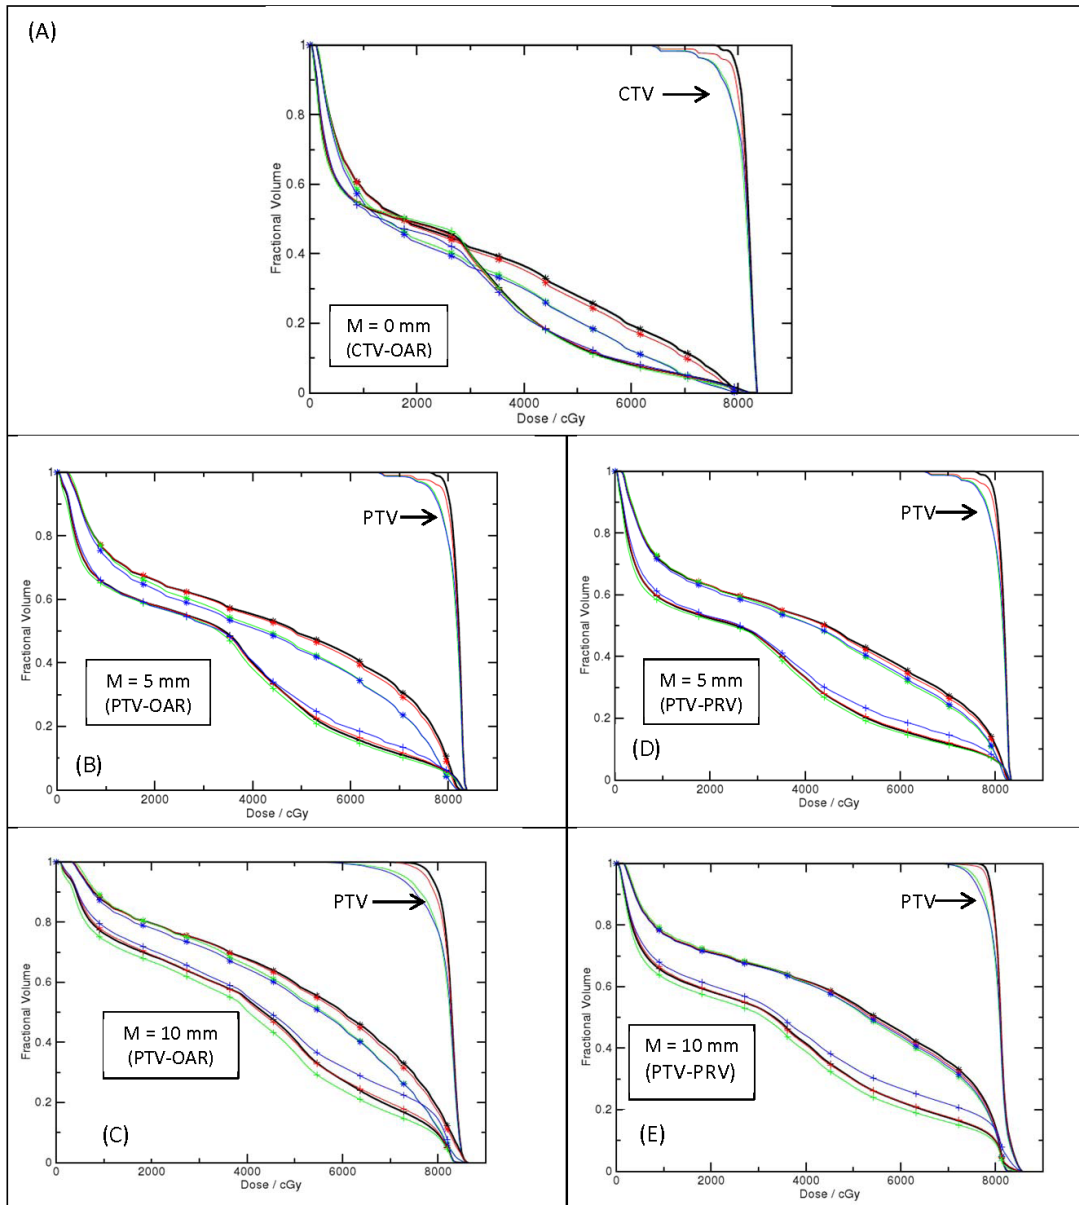 (A)
1
0.8
0.6
0.4
0.2
0
Fractional Volume
CTV
M = 0 mm
(CTV-OAR)
0 2000 4000 6000 8000
Dose / cGy
1
0.8
0.6
0.4
0.2
0
Fractional Volume
PTV
M = 5 mm
(PTV-OAR)
(B)
0 2000 4000 6000 8000
Dose / cGy
1
0.8
0.6
0.4
0.2
0
Fractional Volume
PTV
M = 5 mm
(PTV-PRV)
(D)
0 2000 4000 6000 8000
Dose / cGy
1
0.8
0.6
0.4
0.2
0
Fractional Volume
PTV
M = 10 mm
(PTV-OAR)
(C)
0 2000 4000 6000 8000
Dose / cGy
1
0.8
0.6
0.4
0.2
0
Fractional Volume
PTV
M = 10 mm
(PTV-PRV)
(E)
0 2000 4000 6000 8000
Dose / cGy